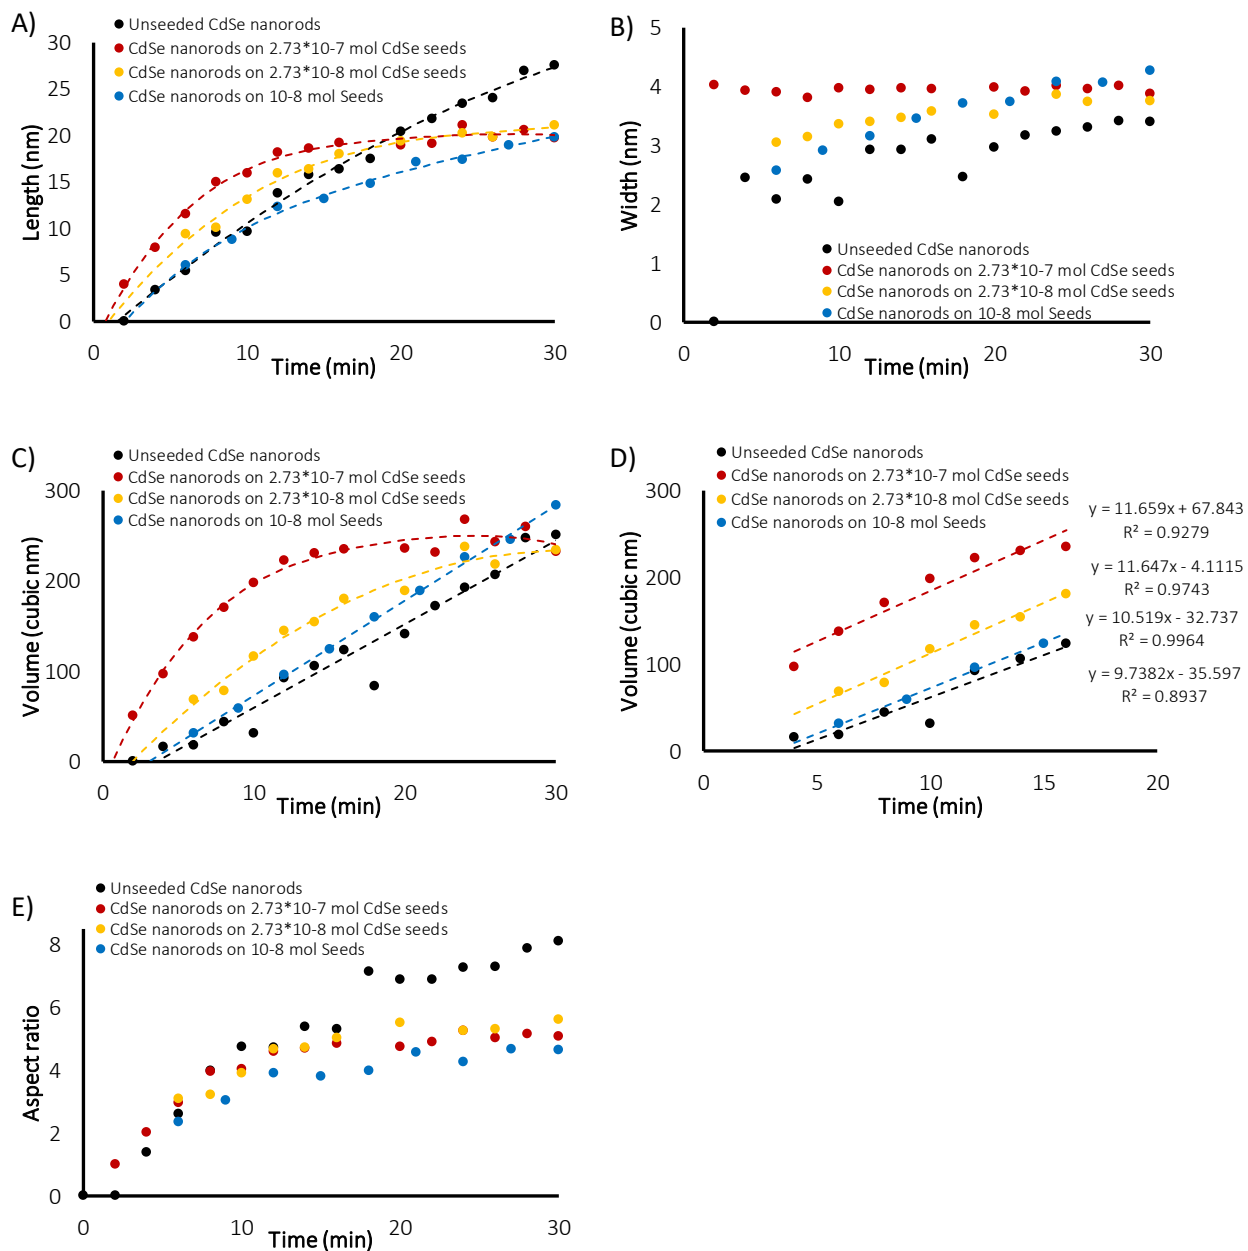 A)
Unseeded CdSe nanorods
CdSe nanorods on 2.73*10-7 mol CdSe seeds
CdSe nanorods on 2.73*10-8 mol CdSe seeds
CdSe nanorods on 10-8 mol Seeds
30
25
20
15
10
5
0
Length (nm)
0 10 20 30
Time (min)
B)
5
4
3
2
1
0
Width (nm)
Unseeded CdSe nanorods
CdSe nanorods on 2.73*10-7 mol CdSe seeds
CdSe nanorods on 2.73*10-8 mol CdSe seeds
CdSe nanorods on 10-8 mol Seeds
0 10 20 30
Time (min)
C)
Unseeded CdSe nanorods
CdSe nanorods on 2.73*10-7 mol CdSe seeds
CdSe nanorods on 2.73*10-8 mol CdSe seeds
CdSe nanorods on 10-8 mol Seeds
300
200
100
0
Volume (cubic nm)
0 10 20 30
Time (min)
D)
Unseeded CdSe nanorods
CdSe nanorods on 2.73*10-7 mol CdSe seeds
CdSe nanorods on 2.73*10-8 mol CdSe seeds
CdSe nanorods on 10-8 mol Seeds
300
200
100
0
Volume (cubic nm)
y = 11.659x + 67.843
R² = 0.9279
y = 11.647x - 4.1115
R² = 0.9743
y = 10.519x - 32.737
R² = 0.9964
y = 9.7382x - 35.597
R² = 0.8937
0 5 10 15 20
Time (min)
E)
Unseeded CdSe nanorods
CdSe nanorods on 2.73*10-7 mol CdSe seeds
CdSe nanorods on 2.73*10-8 mol CdSe seeds
CdSe nanorods on 10-8 mol Seeds
8
6
4
2
0
Aspect ratio
0 10 20 30
Time (min)